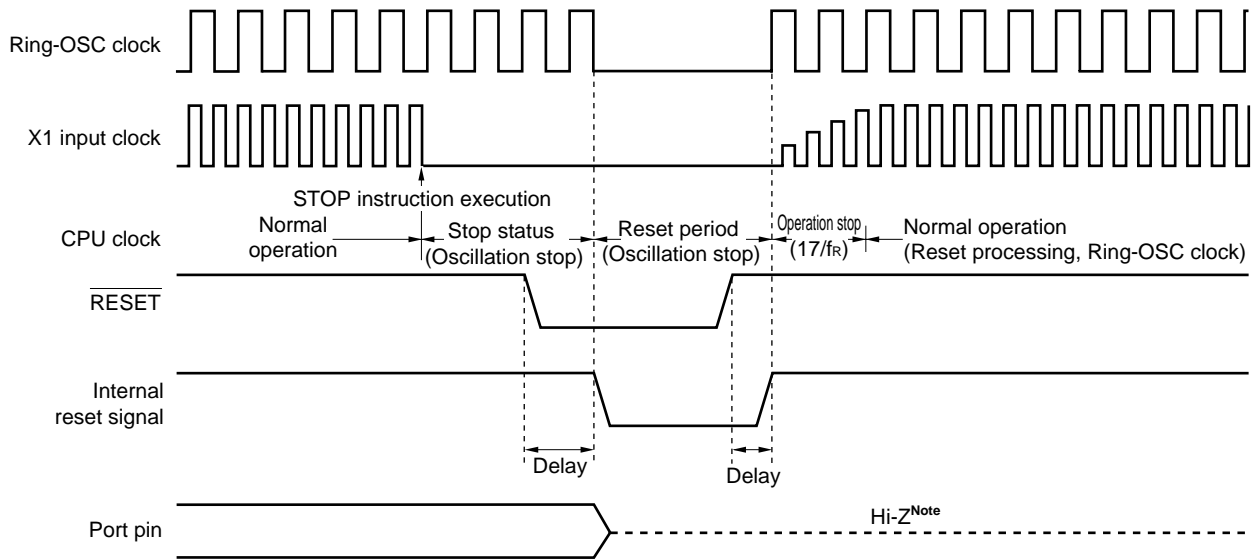 Ring-OSC clock
X1 input clock
STOP instruction execution
CPU clock
Normal
operation
Stop status
(Oscillation stop)
Reset period
(Oscillation stop)
Operation stop
(17/fR)
Normal operation
(Reset processing, Ring-OSC clock)
RESET
Internal
reset signal
Delay
Delay
Port pin
Hi-ZNote